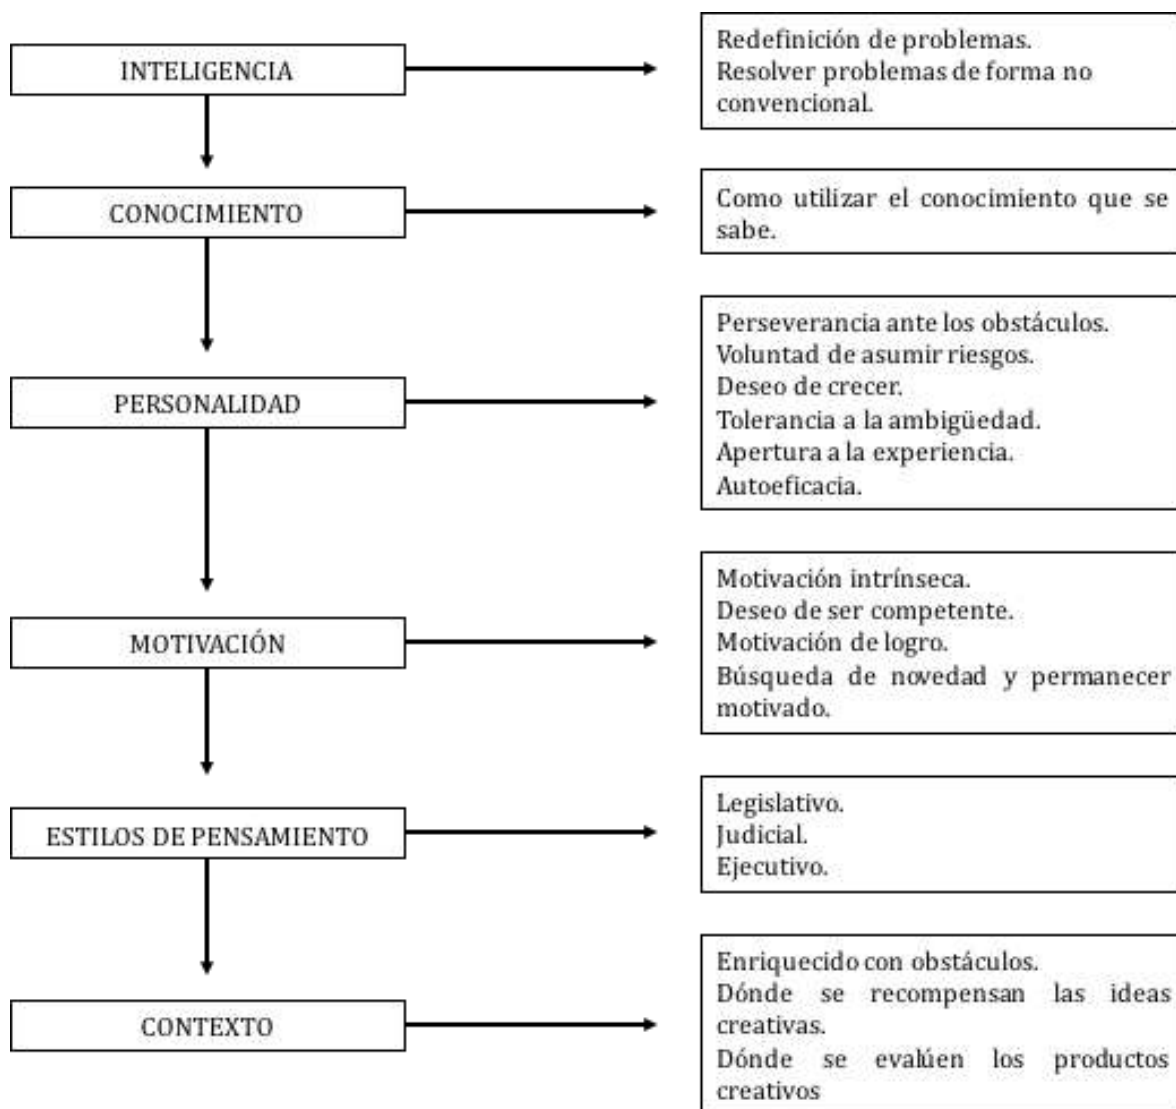 INTELIGENCIA
Redefinición de problemas.
Resolver problemas de forma no
convencional.
CONOCIMIENTO
Como utilizar el conocimiento que se
sabe.
PERSONALIDAD
Perseverancia ante los obstáculos.
Voluntad de asumir riesgos.
Deseo de crecer.
Tolerancia a la ambigüedad.
Apertura a la experiencia.
Autoeficacia.
MOTIVACIÓN
Motivación intrínseca.
Deseo de ser competente.
Motivación de logro.
Búsqueda de novedad y permanecer
motivado.
ESTILOS DE PENSAMIENTO
Legislativo.
Judicial.
Ejecutivo.
CONTEXTO
Enriquecido con obstáculos.
Dónde se recompensan las ideas
creativas.
Dónde se evalúen los productos
creativos